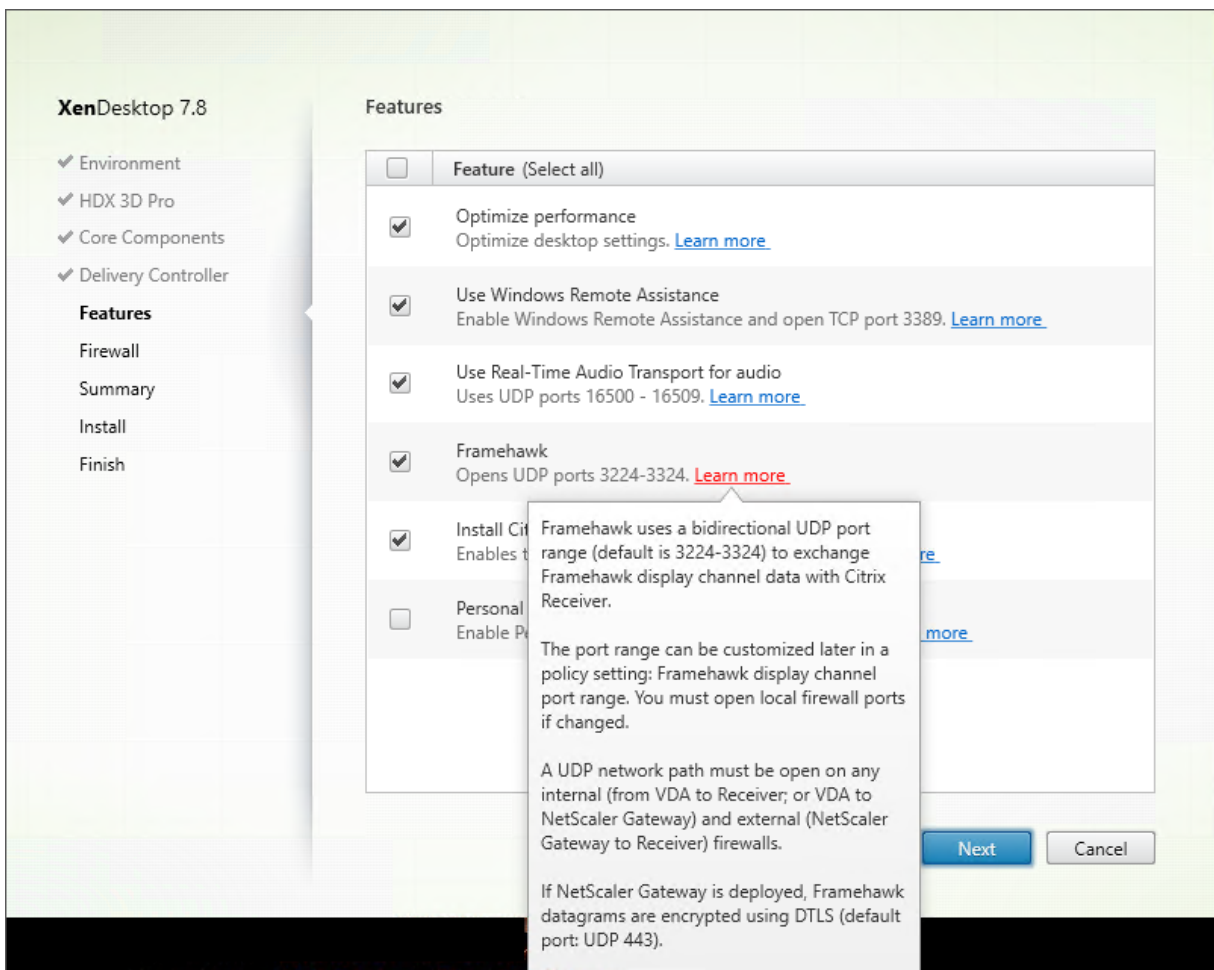 XenDesktop 7.8
Environment
HDX 3D Pro
Core Components
Delivery Controller
Features
Firewall
Summary
Install
Finish
Features
Feature (Select all)
Optimize performance
Optimize desktop settings. Learn more
Use Windows Remote Assistance
Enable Windows Remote Assistance and open TCP port 3389. Learn more
Use Real-Time Audio Transport for audio
Uses UDP ports 16500 - 16509. Learn more
Framehawk
Opens UDP ports 3224-3324. Learn more
Install
Enables
Personal
Enable
more
Framehawk uses a bidirectional UDP port
range (default is 3224-3324) to exchange
Framehawk display channel data with Citrix
Receiver.
The port range can be customized later in a
policy setting: Framehawk display channel
port range. You must open local firewall ports
if changed.
A UDP network path must be open on any
internal (from VDA to Receiver; or VDA to
NetScaler Gateway) and external (NetScaler
Gateway to Receiver) firewalls.
If NetScaler Gateway is deployed, Framehawk
datagrams are encrypted using DTLS (default
port: UDP 443).
Next
Cancel